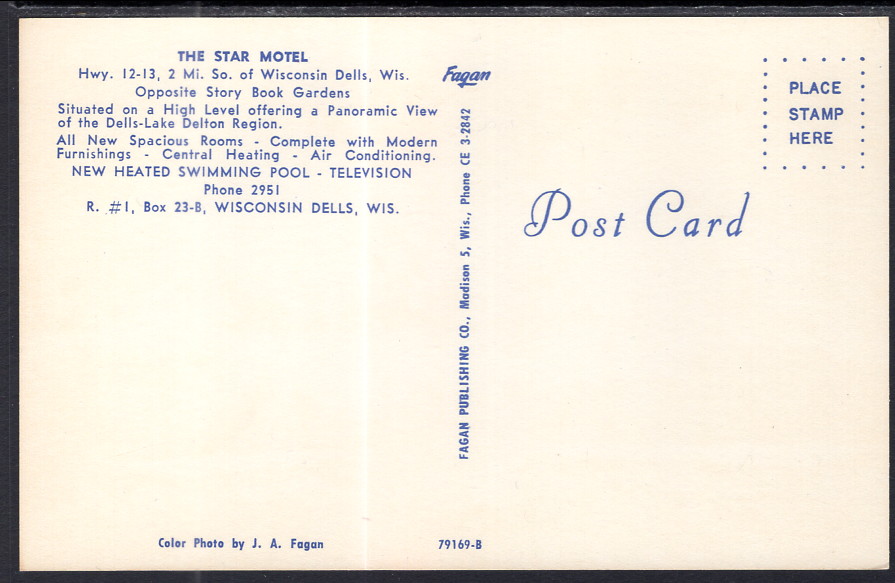 THE STAR MOTEL
Hwy. 12-13, 2 Mi. So. of Wisconsin Dells, Wis.
Opposite Story Book Gardens
Situated on a High Level offering a Panoramic View
of the Dells-Lake Delton Region.
All New Spacious Rooms - Complete with Modern
Furnishings - Central Heating - Air Conditioning.
NEW HEATED SWIMMING POOL - TELEVISION
Phone 2951
R. #1, Box 23-B, WISCONSIN DELLS, WIS.
Color Photo by J. A. Fagan
Fagan
FAGAN PUBLISHING CO., Madison 5, Wis., Phone CE 3-2842
79169-B
PLACE
STAMP
HERE
Post Card